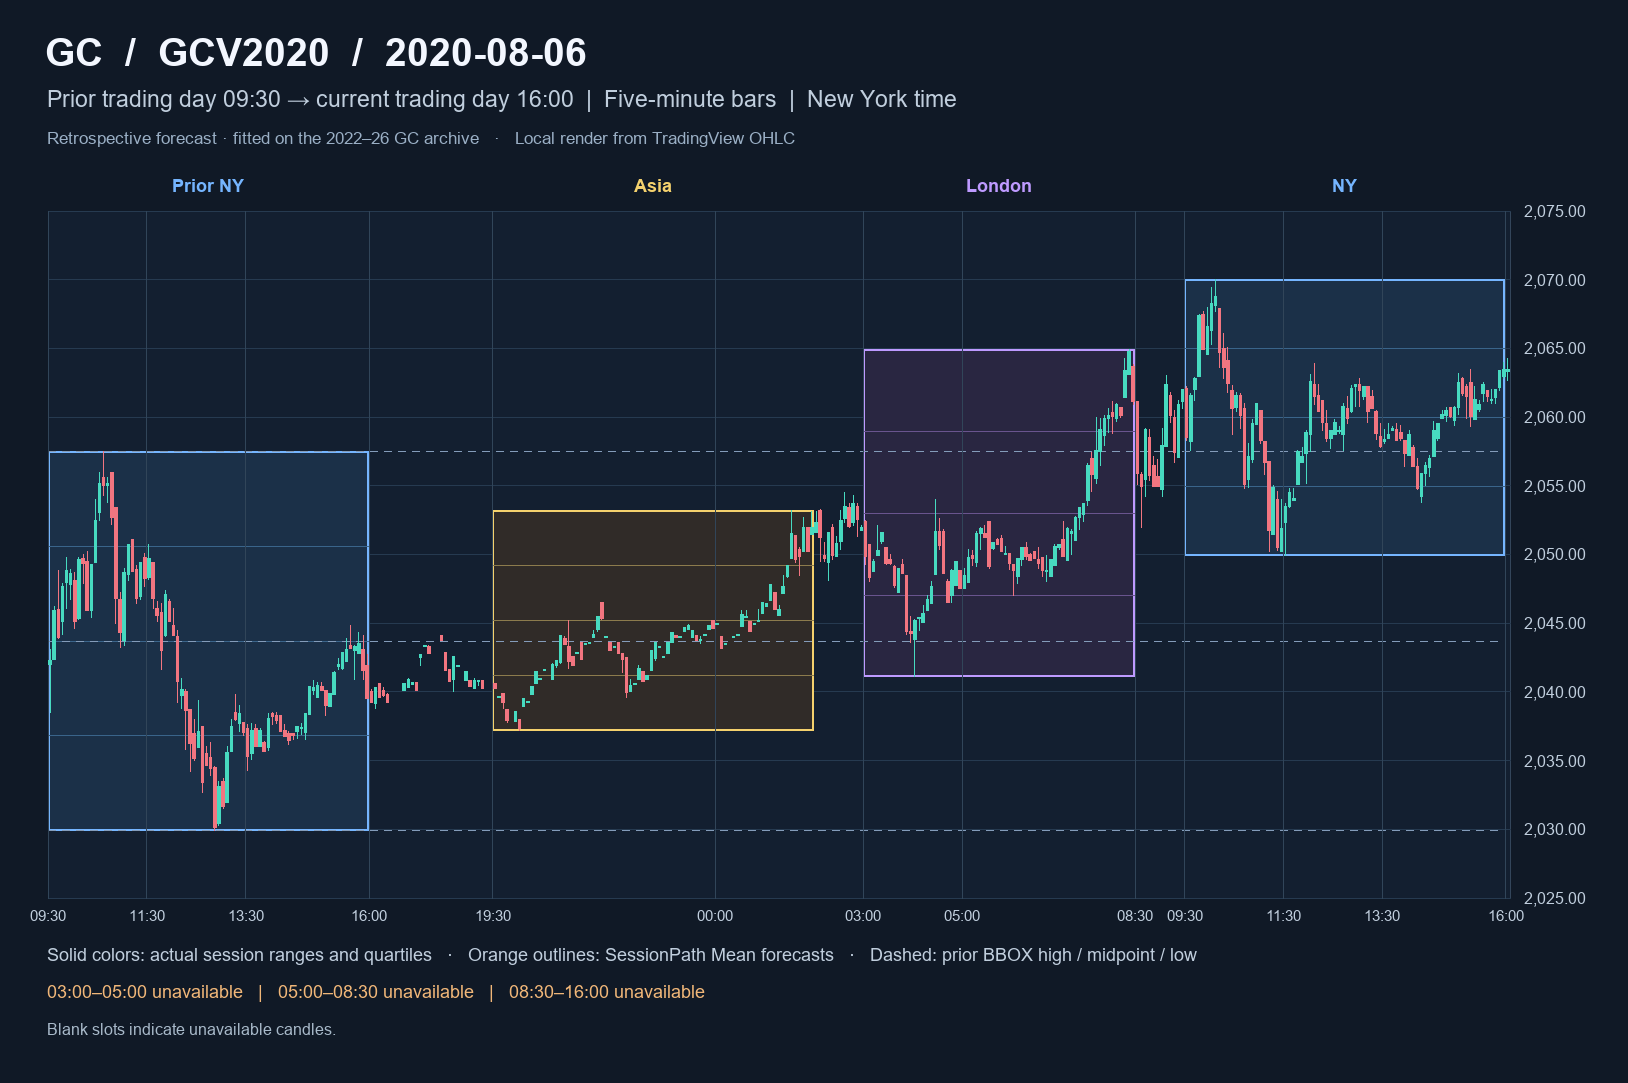 GC / GCV2020 / 2020-08-06
Prior trading day 09:30 → current trading day 16:00 | Five-minute bars | New York time
Retrospective forecast · fitted on the 2022–26 GC archive · Local render from TradingView OHLC
Prior NY Asia London NY
2,075.00
2,070.00
2,065.00
2,060.00
2,055.00
2,050.00
2,045.00
2,040.00
2,035.00
2,030.00
2,025.00
09:30 11:30 13:30 16:00 19:30 00:00 03:00 05:00 08:30 09:30 11:30 13:30 16:00
Solid colors: actual session ranges and quartiles · Orange outlines: SessionPath Mean forecasts · Dashed: prior BBOX high / midpoint / low
03:00–05:00 unavailable | 05:00–08:30 unavailable | 08:30–16:00 unavailable
Blank slots indicate unavailable candles.